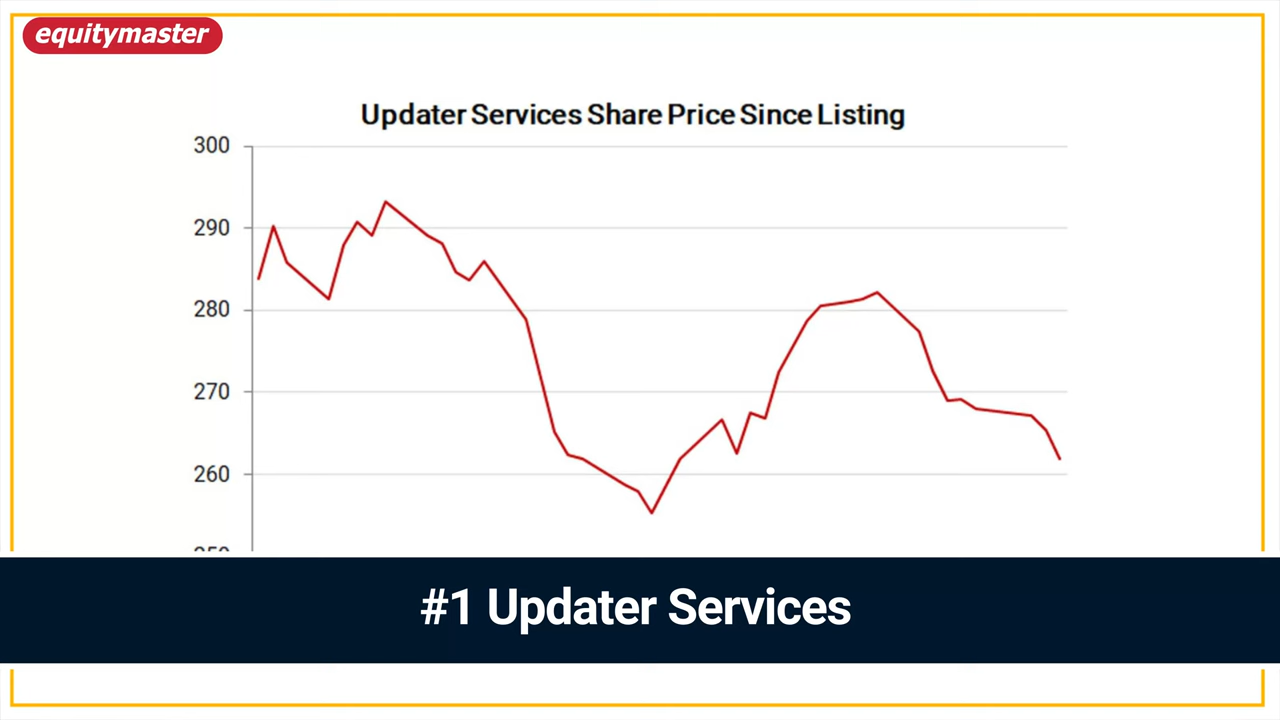 equitymaster
Updater Services Share Price Since Listing
300
290
280
270
260
#1 Updater Services